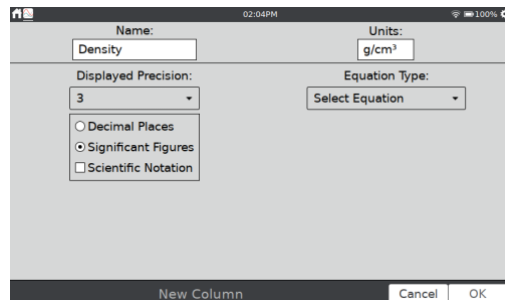 02:04PM
100%
Name:
Units:
Density
g/cm³
Displayed Precision:
Equation Type:
3
Select Equation
Decimal Places
Significant Figures
Scientific Notation
New Column
Cancel
OK